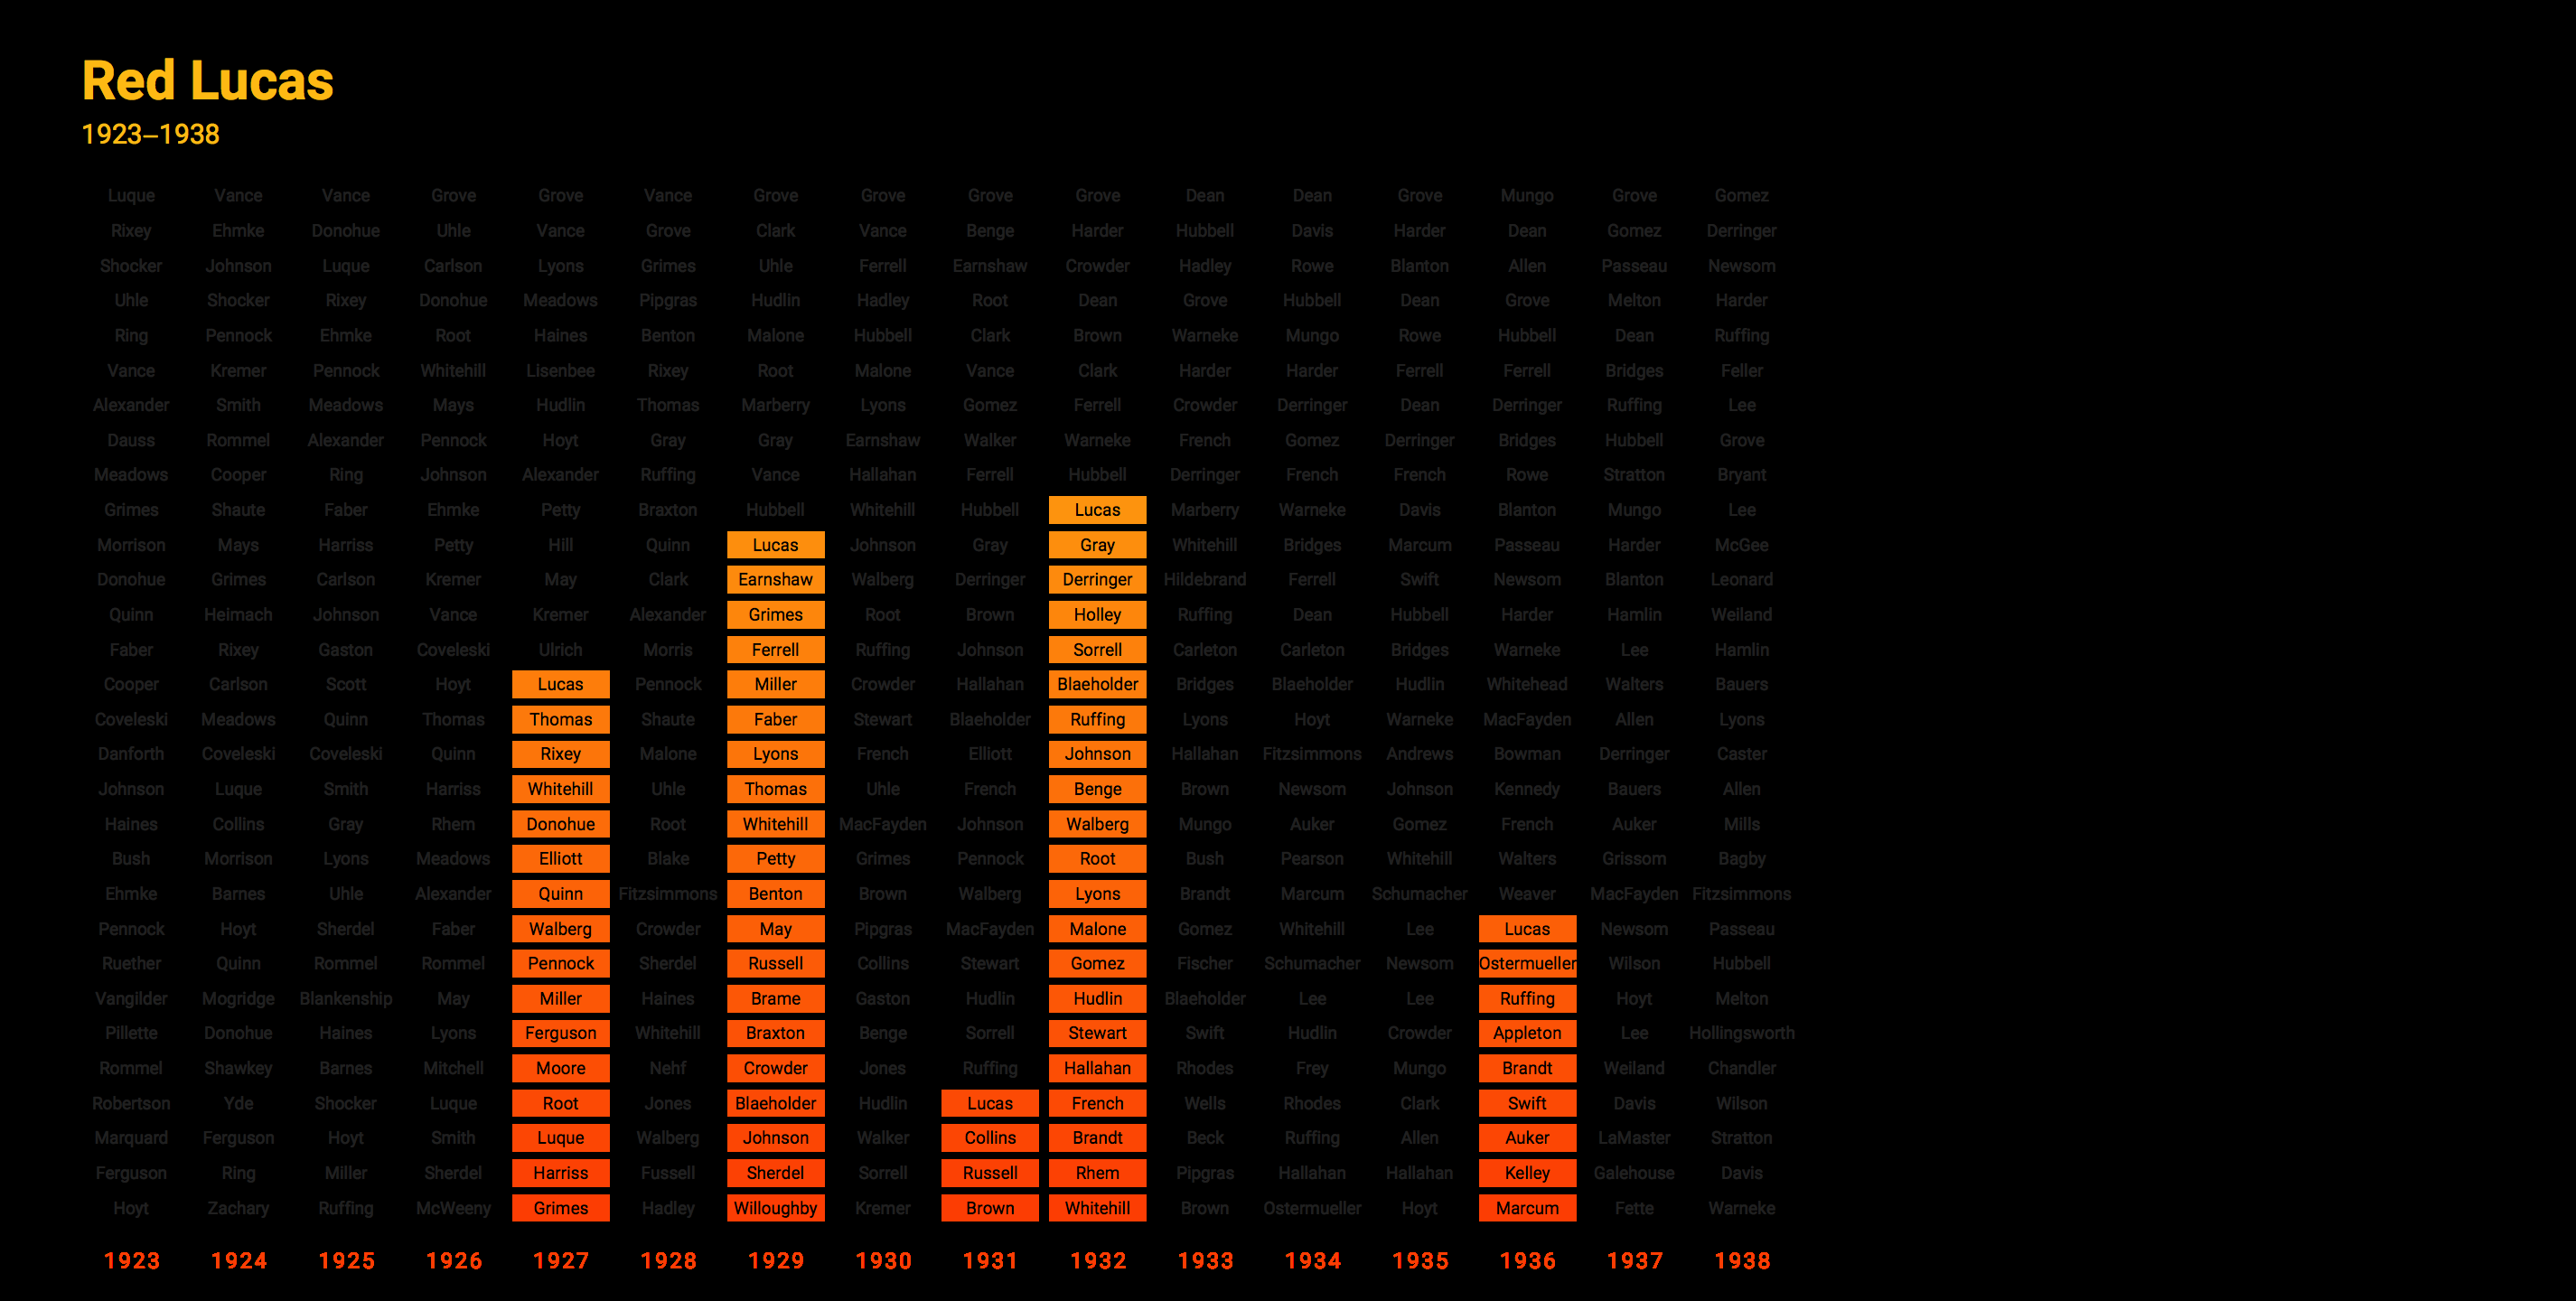 Red Lucas
1923–1938
Luque Vance Vance Grove Grove Vance Grove Grove Grove Grove Dean Dean Grove Mungo Grove Gomez
Rixey Ehmke Donohue Uhle Vance Grove Clark Vance Benge Harder Hubbell Davis Harder Dean Gomez Derringer
Shocker Johnson Luque Carlson Lyons Grimes Uhle Ferrell Earnshaw Crowder Hadley Rowe Blanton Allen Passeau Newsom
Uhle Shocker Rixey Donohue Meadows Pipgras Hudlin Hadley Root Dean Grove Hubbell Dean Grove Melton Harder
Ring Pennock Ehmke Root Haines Benton Malone Hubbell Clark Brown Warneke Mungo Rowe Hubbell Dean Ruffing
Vance Kremer Pennock Whitehill Lisenbee Rixey Root Malone Vance Clark Harder Harder Ferrell Ferrell Bridges Feller
Alexander Smith Meadows Mays Hudlin Thomas Marberry Lyons Gomez Ferrell Crowder Derringer Dean Derringer Ruffing Lee
Dauss Rommel Alexander Pennock Hoyt Gray Gray Earnshaw Walker Warneke French Gomez Derringer Bridges Hubbell Grove
Meadows Cooper Ring Johnson Alexander Ruffing Vance Hallahan Ferrell Hubbell Derringer French French Rowe Stratton Bryant
Grimes Shaute Faber Ehmke Petty Braxton Hubbell Whitehill Hubbell Lucas Marberry Warneke Davis Blanton Mungo Lee
Morrison Mays Harriss Petty Hill Quinn Lucas Johnson Gray Gray Whitehill Bridges Marcum Passeau Harder McGee
Donohue Grimes Carlson Kremer May Clark Earnshaw Walberg Derringer Derringer Hildebrand Ferrell Swift Newsom Blanton Leonard
Quinn Heimach Johnson Vance Kremer Alexander Grimes Root Brown Holley Ruffing Dean Hubbell Harder Hamlin Weiland
Faber Rixey Gaston Coveleski Ulrich Morris Ferrell Ruffing Johnson Sorrell Carleton Carleton Bridges Warneke Lee Hamlin
Cooper Carlson Scott Hoyt Lucas Pennock Miller Crowder Hallahan Blaeholder Bridges Blaeholder Hudlin Whitehead Walters Bauers
Coveleski Meadows Quinn Thomas Thomas Shaute Faber Stewart Blaeholder Ruffing Lyons Hoyt Warneke MacFayden Allen Lyons
Danforth Coveleski Coveleski Quinn Rixey Malone Lyons French Elliott Johnson Hallahan Fitzsimmons Andrews Bowman Derringer Caster
Johnson Luque Smith Harriss Whitehill Uhle Thomas Uhle French Benge Brown Newsom Johnson Kennedy Bauers Allen
Haines Collins Gray Rhem Donohue Root Whitehill MacFayden Johnson Walberg Mungo Auker Gomez French Auker Mills
Bush Morrison Lyons Meadows Elliott Blake Petty Grimes Pennock Root Bush Pearson Whitehill Walters Grissom Bagby
Ehmke Barnes Uhle Alexander Quinn Fitzsimmons Benton Brown Walberg Lyons Brandt Marcum Schumacher Weaver MacFayden Fitzsimmons
Pennock Hoyt Sherdel Faber Walberg Crowder May Pipgras MacFayden Malone Gomez Whitehill Lee Lucas Newsom Passeau
Ruether Quinn Rommel Rommel Pennock Sherdel Russell Collins Stewart Gomez Fischer Schumacher Newsom Ostermueller Wilson Hubbell
Vangilder Mogridge Blankenship May Miller Haines Brame Gaston Hudlin Hudlin Blaeholder Lee Lee Ruffing Hoyt Melton
Pillette Donohue Haines Lyons Ferguson Whitehill Braxton Benge Sorrell Stewart Swift Hudlin Crowder Appleton Lee Hollingsworth
Rommel Shawkey Barnes Mitchell Moore Nehf Crowder Jones Ruffing Hallahan Rhodes Frey Mungo Brandt Weiland Chandler
Robertson Yde Shocker Luque Root Jones Blaeholder Hudlin Lucas French Wells Rhodes Clark Swift Davis Wilson
Marquard Ferguson Hoyt Smith Luque Walberg Johnson Walker Collins Brandt Beck Ruffing Allen Auker LaMaster Stratton
Ferguson Ring Miller Sherdel Harriss Fussell Sherdel Sorrell Russell Rhem Pipgras Hallahan Hallahan Kelley Galehouse Davis
Hoyt Zachary Ruffing McWeeny Grimes Hadley Willoughby Kremer Brown Whitehill Brown Ostermueller Hoyt Marcum Fette Warneke
1923 1924 1925 1926 1927 1928 1929 1930 1931 1932 1933 1934 1935 1936 1937 1938